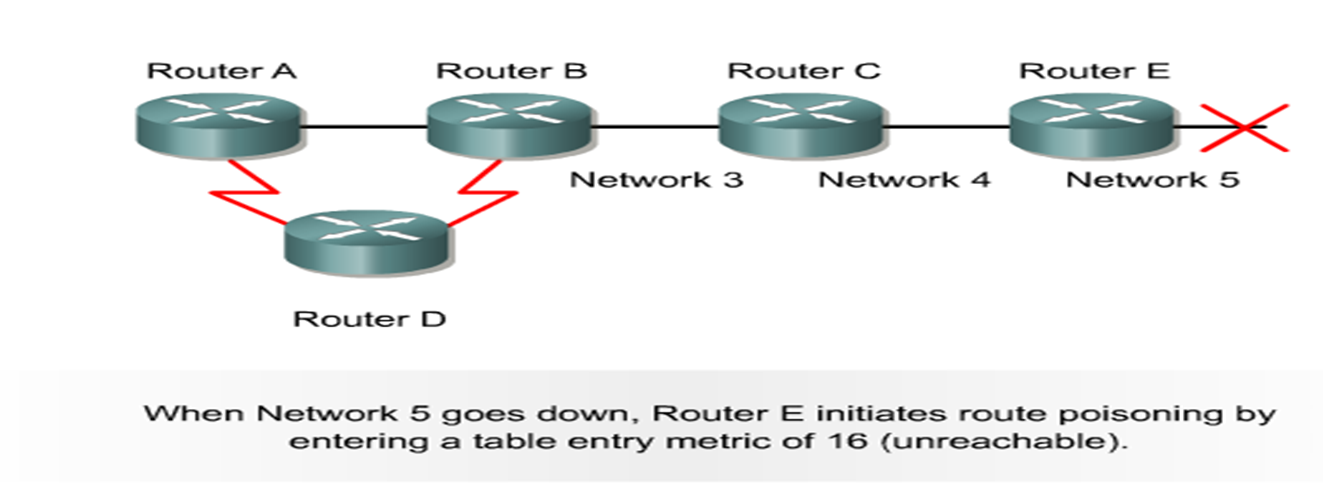 Router A
Router B
Router C
Router E
Network 3
Network 4
Network 5
Router D
When Network 5 goes down, Router E initiates route poisoning by
entering a table entry metric of 16 (unreachable).